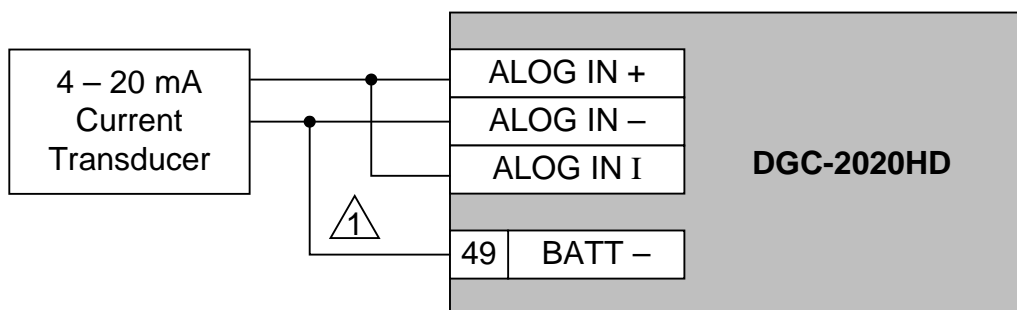 4 – 20 mA
Current
Transducer
ALOG IN +
ALOG IN –
ALOG IN I
DGC-2020HD
1
49 BATT –